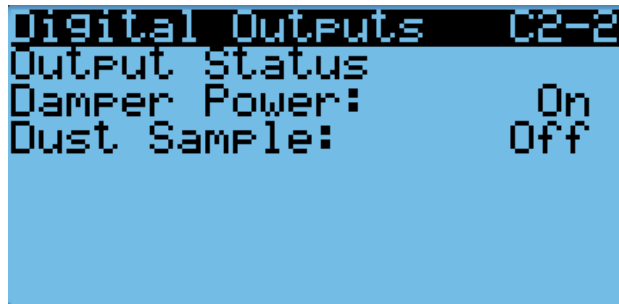 Digital Outputs C2-2
Output Status
Damper Power: On
Dust Sample: Off